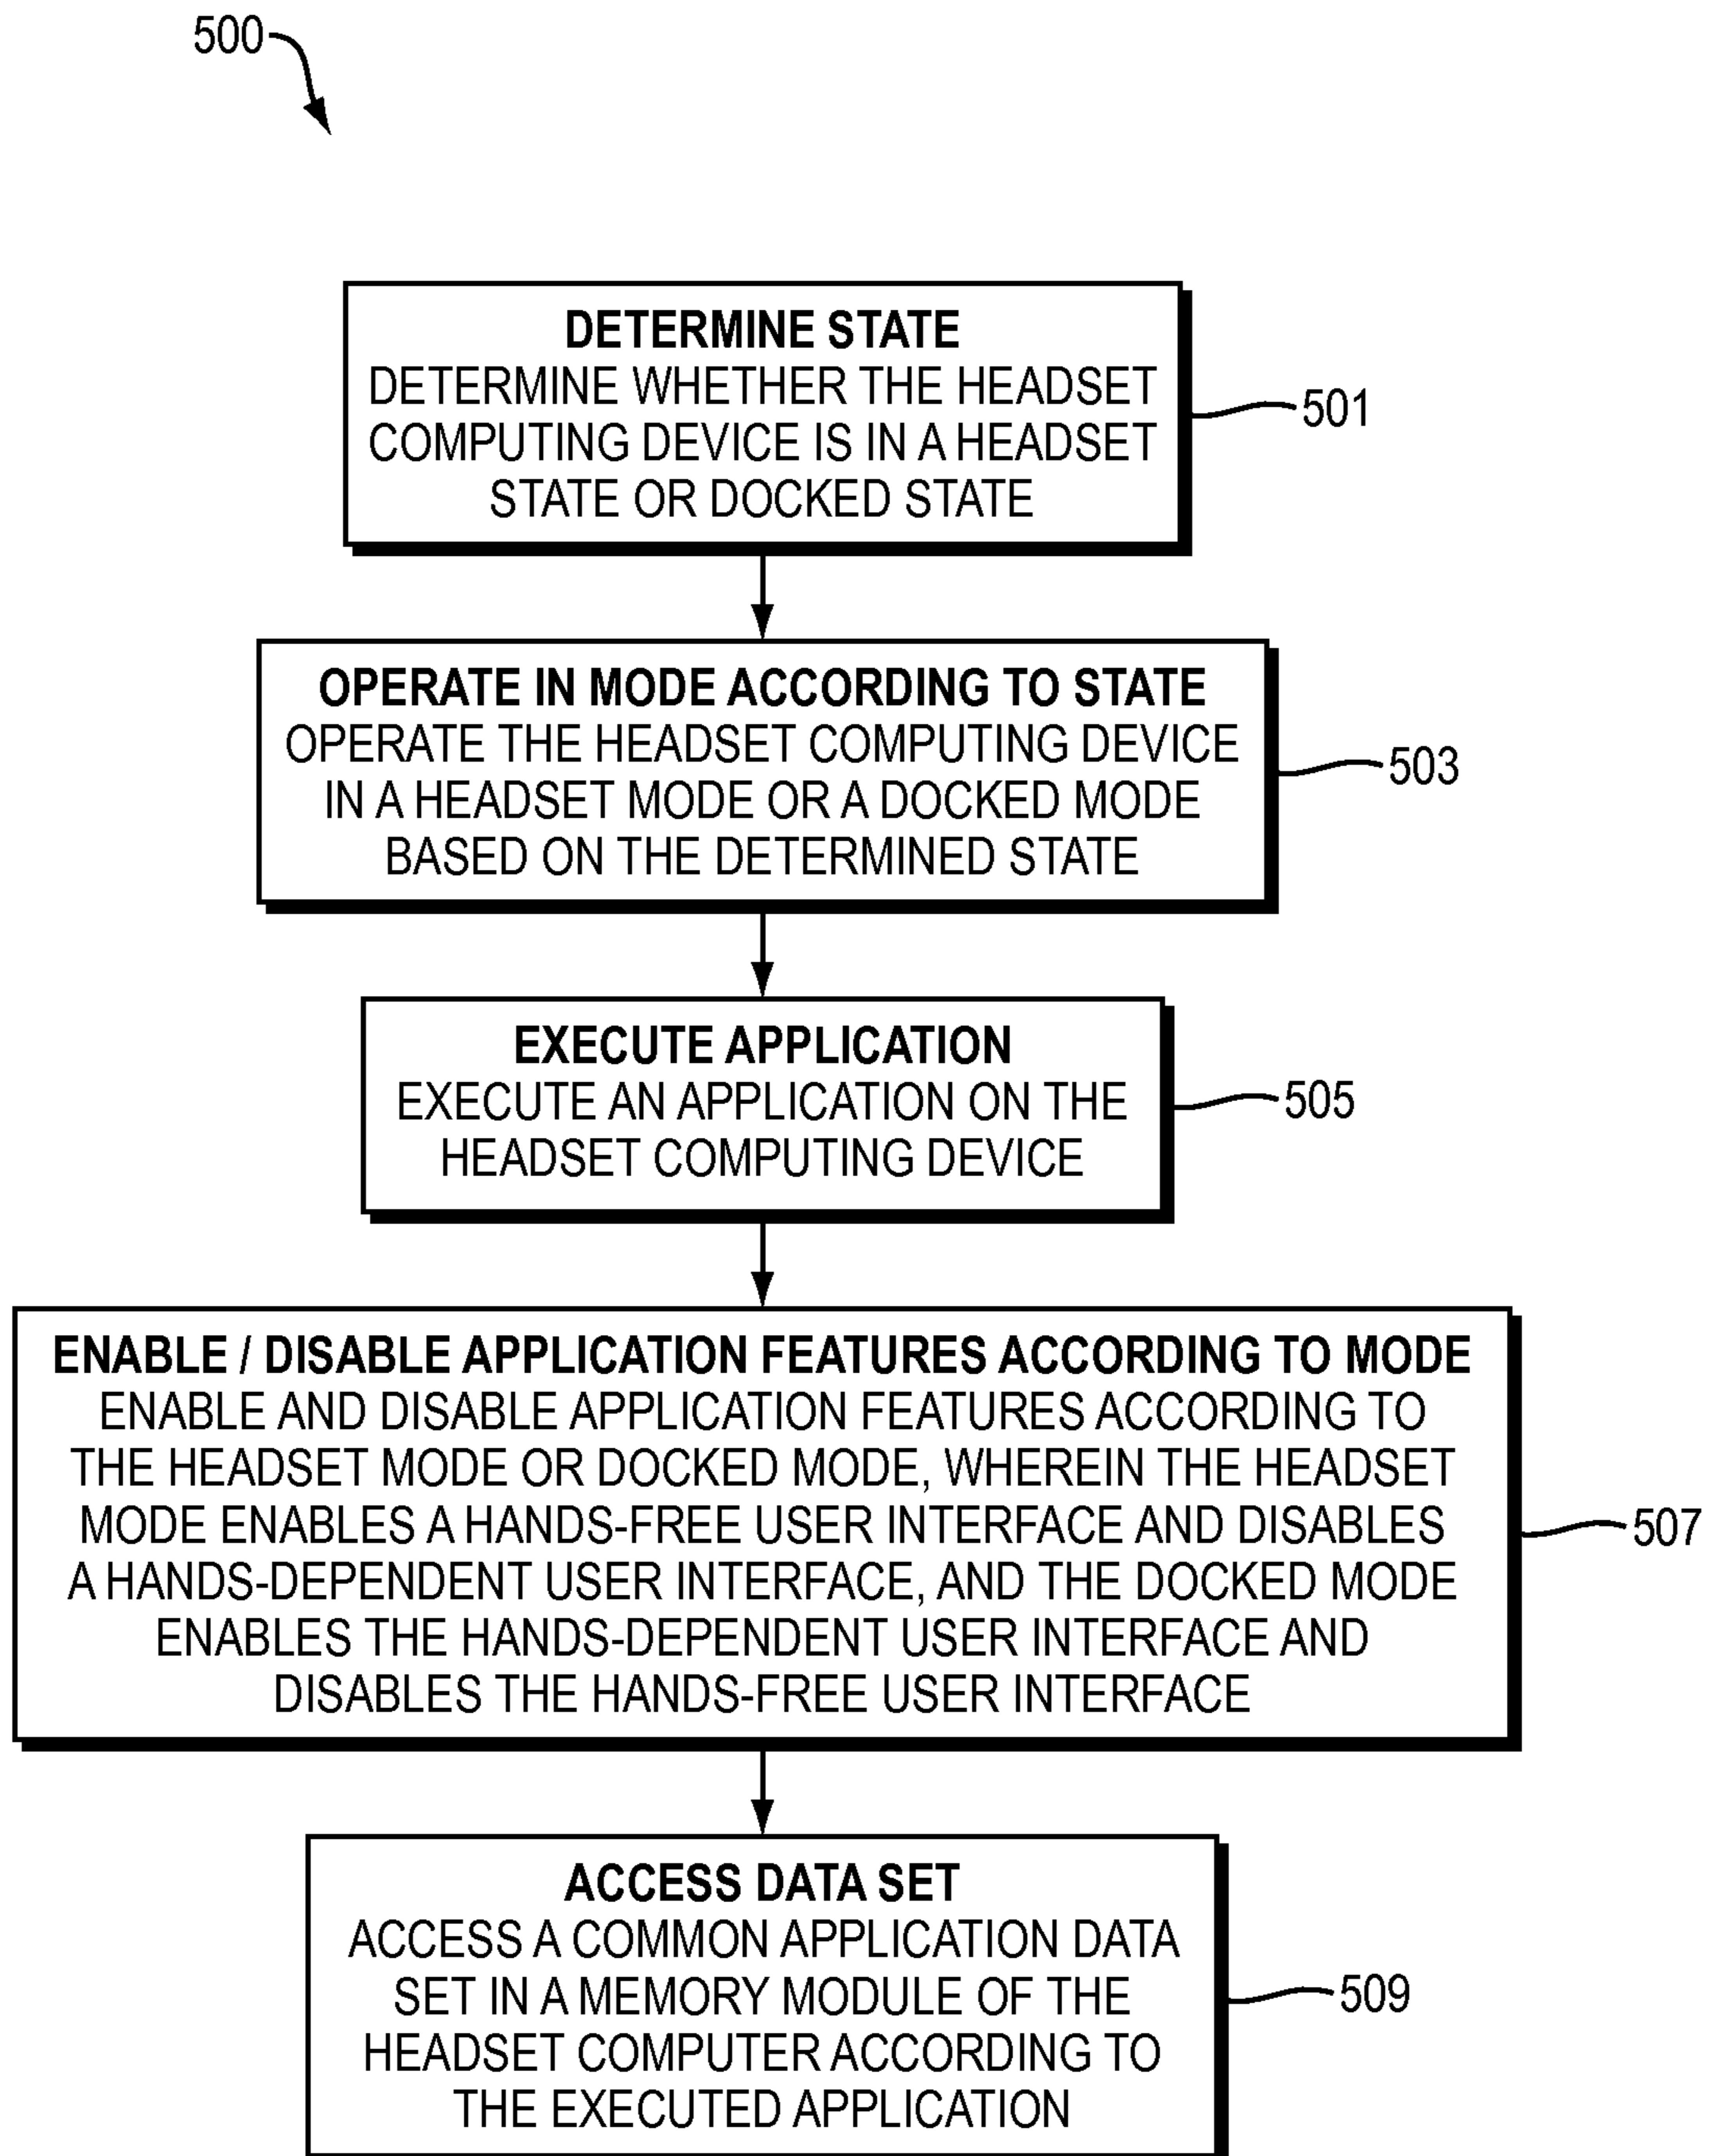 500
DETERMINE STATE
DETERMINE WHETHER THE HEADSET
COMPUTING DEVICE IS IN A HEADSET
STATE OR DOCKED STATE
501
OPERATE IN MODE ACCORDING TO STATE
OPERATE THE HEADSET COMPUTING DEVICE
IN A HEADSET MODE OR A DOCKED MODE
BASED ON THE DETERMINED STATE
503
EXECUTE APPLICATION
EXECUTE AN APPLICATION ON THE
HEADSET COMPUTING DEVICE
505
ENABLE / DISABLE APPLICATION FEATURES ACCORDING TO MODE
ENABLE AND DISABLE APPLICATION FEATURES ACCORDING TO
THE HEADSET MODE OR DOCKED MODE, WHEREIN THE HEADSET
MODE ENABLES A HANDS-FREE USER INTERFACE AND DISABLES
A HANDS-DEPENDENT USER INTERFACE, AND THE DOCKED MODE
ENABLES THE HANDS-DEPENDENT USER INTERFACE AND
DISABLES THE HANDS-FREE USER INTERFACE
507
ACCESS DATA SET
ACCESS A COMMON APPLICATION DATA
SET IN A MEMORY MODULE OF THE
HEADSET COMPUTER ACCORDING TO
THE EXECUTED APPLICATION
509